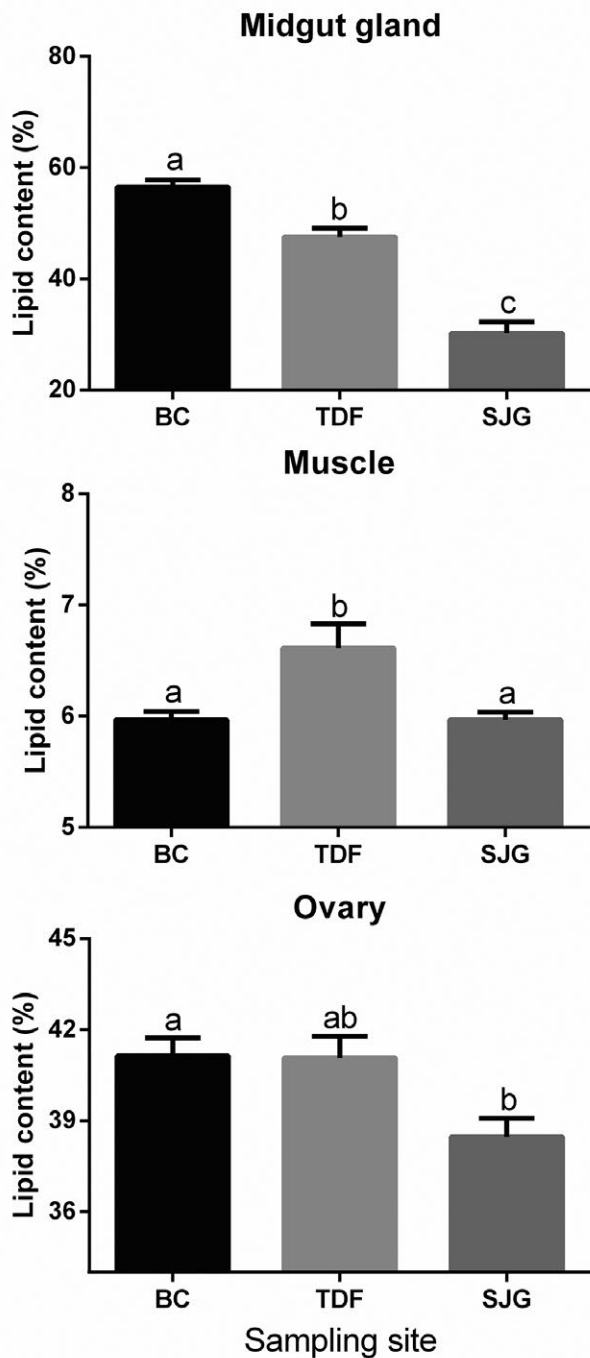 Midgut gland
Lipid content (%)
80
60
40
20
a
b
c
BC TDF SJG
Muscle
Lipid content (%)
8
7
6
5
a
b
a
BC TDF SJG
Ovary
Lipid content (%)
45
42
39
36
a
ab
b
BC TDF SJG
Sampling site